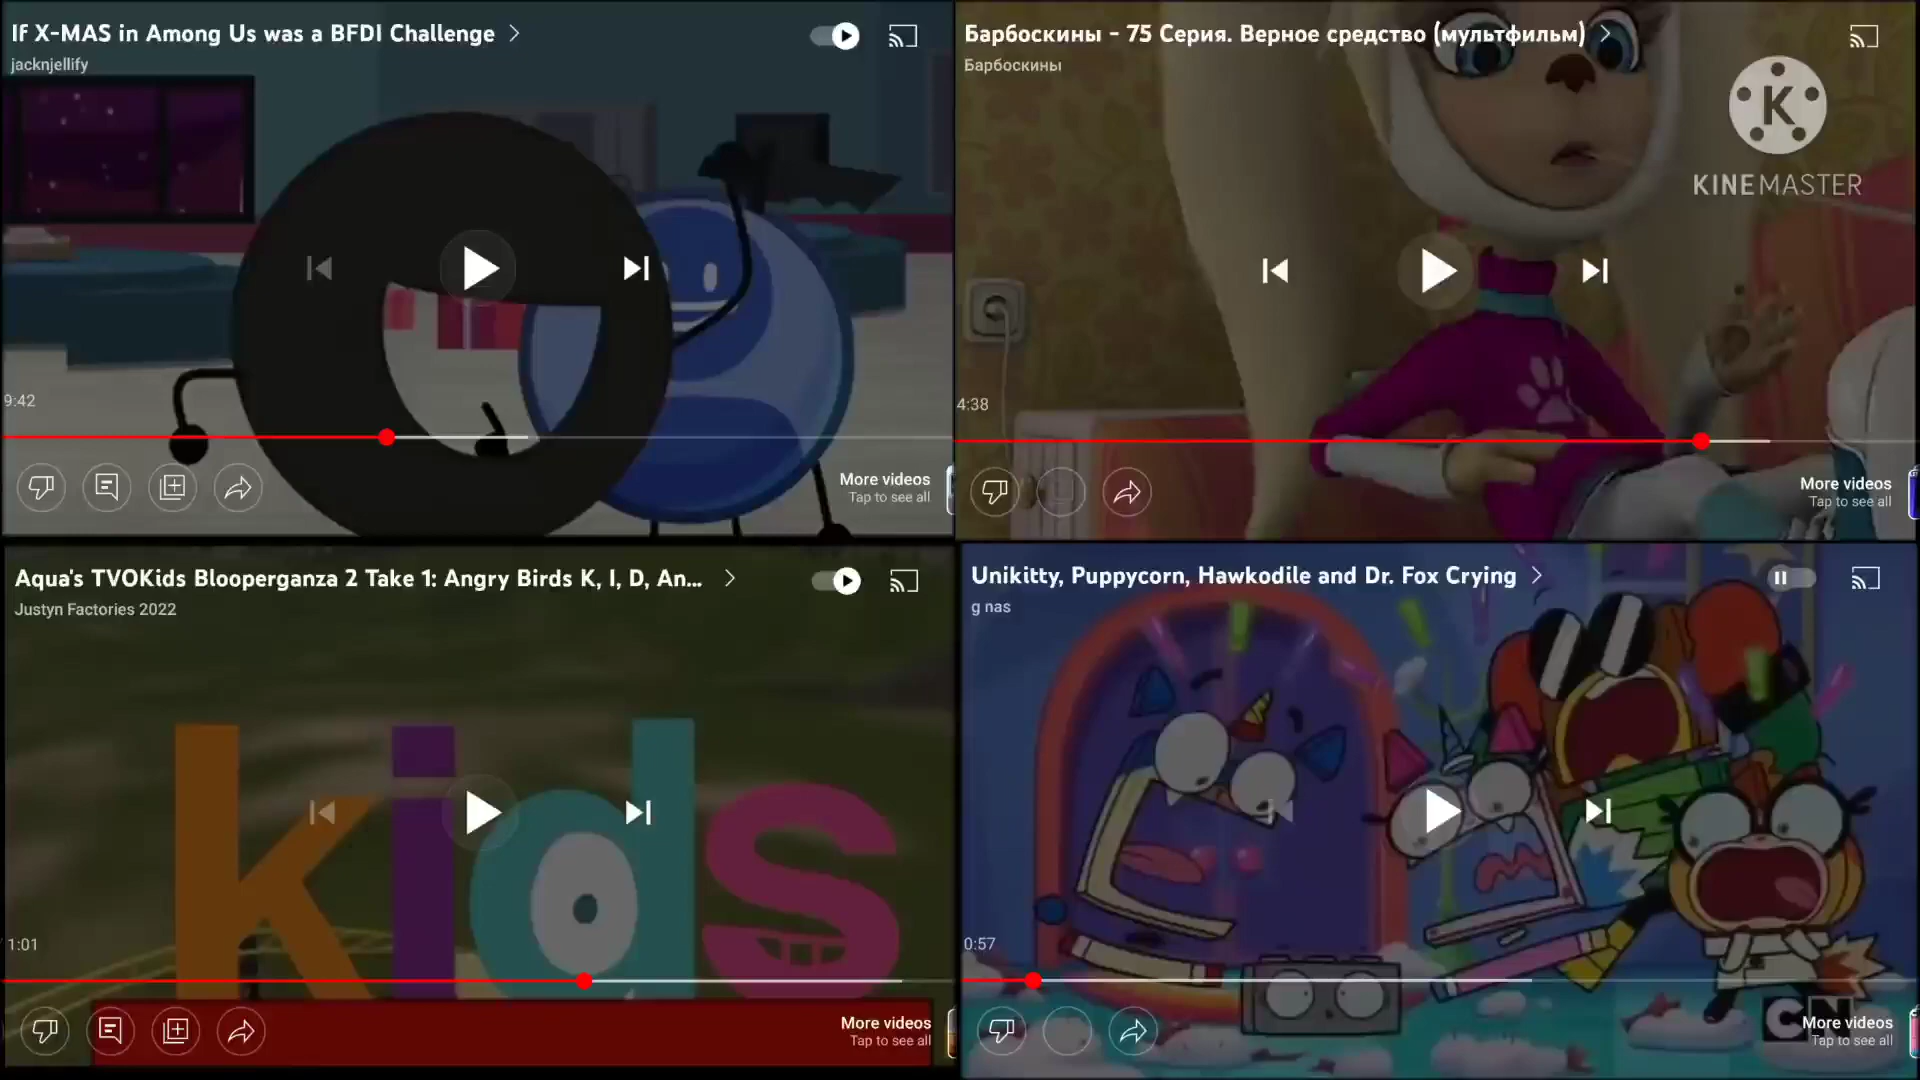 If X-MAS in Among Us was a BFDI Challenge
jacknjellify
9:42
More videos
Tap to see all
Барбоскины - 75 Серия. Верное средство (мультфильм)
Барбоскины
K
KINEMASTER
4:38
More videos
Tap to see all
Aqua's TVOKids Blooperganza 2 Take 1: Angry Birds K, I, D, An...
Justyn Factories 2022
kids
/ 1:01
More videos
Tap to see all
Unikitty, Puppycorn, Hawkodile and Dr. Fox Crying
g nas
0:57
CN
More videos
Tap to see all